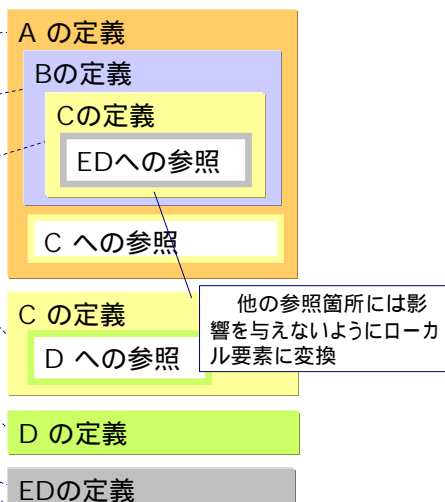 A の定義
Bの定義
Cの定義
EDへの参照
C への参照
他の参照箇所には影
響を与えないようにローカ
ル要素に変換
C の定義
D への参照
D の定義
EDの定義